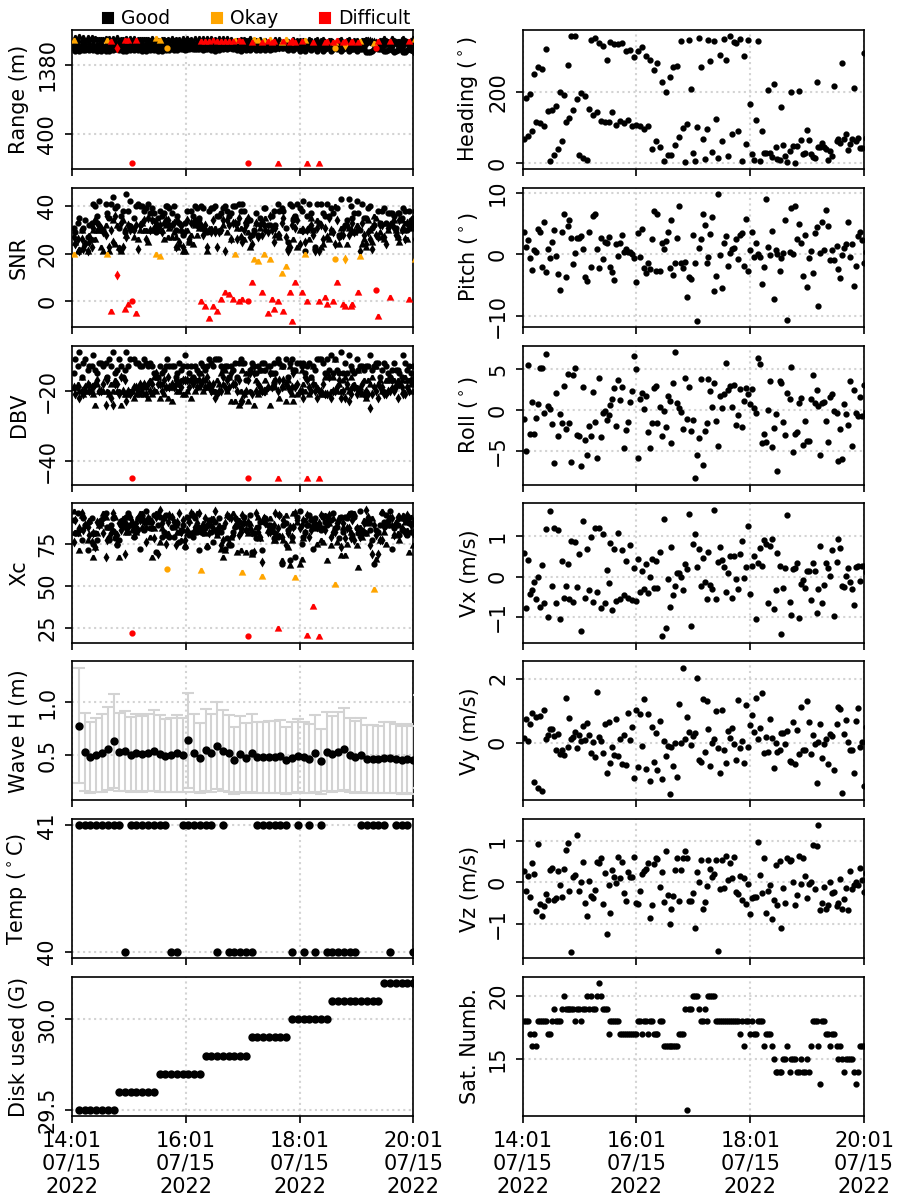 Good Okay Difficult
Range (m)
1380
400
Heading (°)
200
0
SNR
40
20
0
Pitch (°)
10
0
−10
DBV
−20
−40
Roll (°)
5
0
−5
Xc
75
50
25
Vx (m/s)
1
0
−1
Wave H (m)
1.0
0.5
Vy (m/s)
2
0
Temp (°C)
41
40
Vz (m/s)
1
0
−1
Disk used (G)
30.0
29.5
Sat. Numb.
20
15
14:01 16:01 18:01 20:01
07/15 07/15 07/15 07/15
2022 2022 2022 2022
14:01 16:01 18:01 20:01
07/15 07/15 07/15 07/15
2022 2022 2022 2022